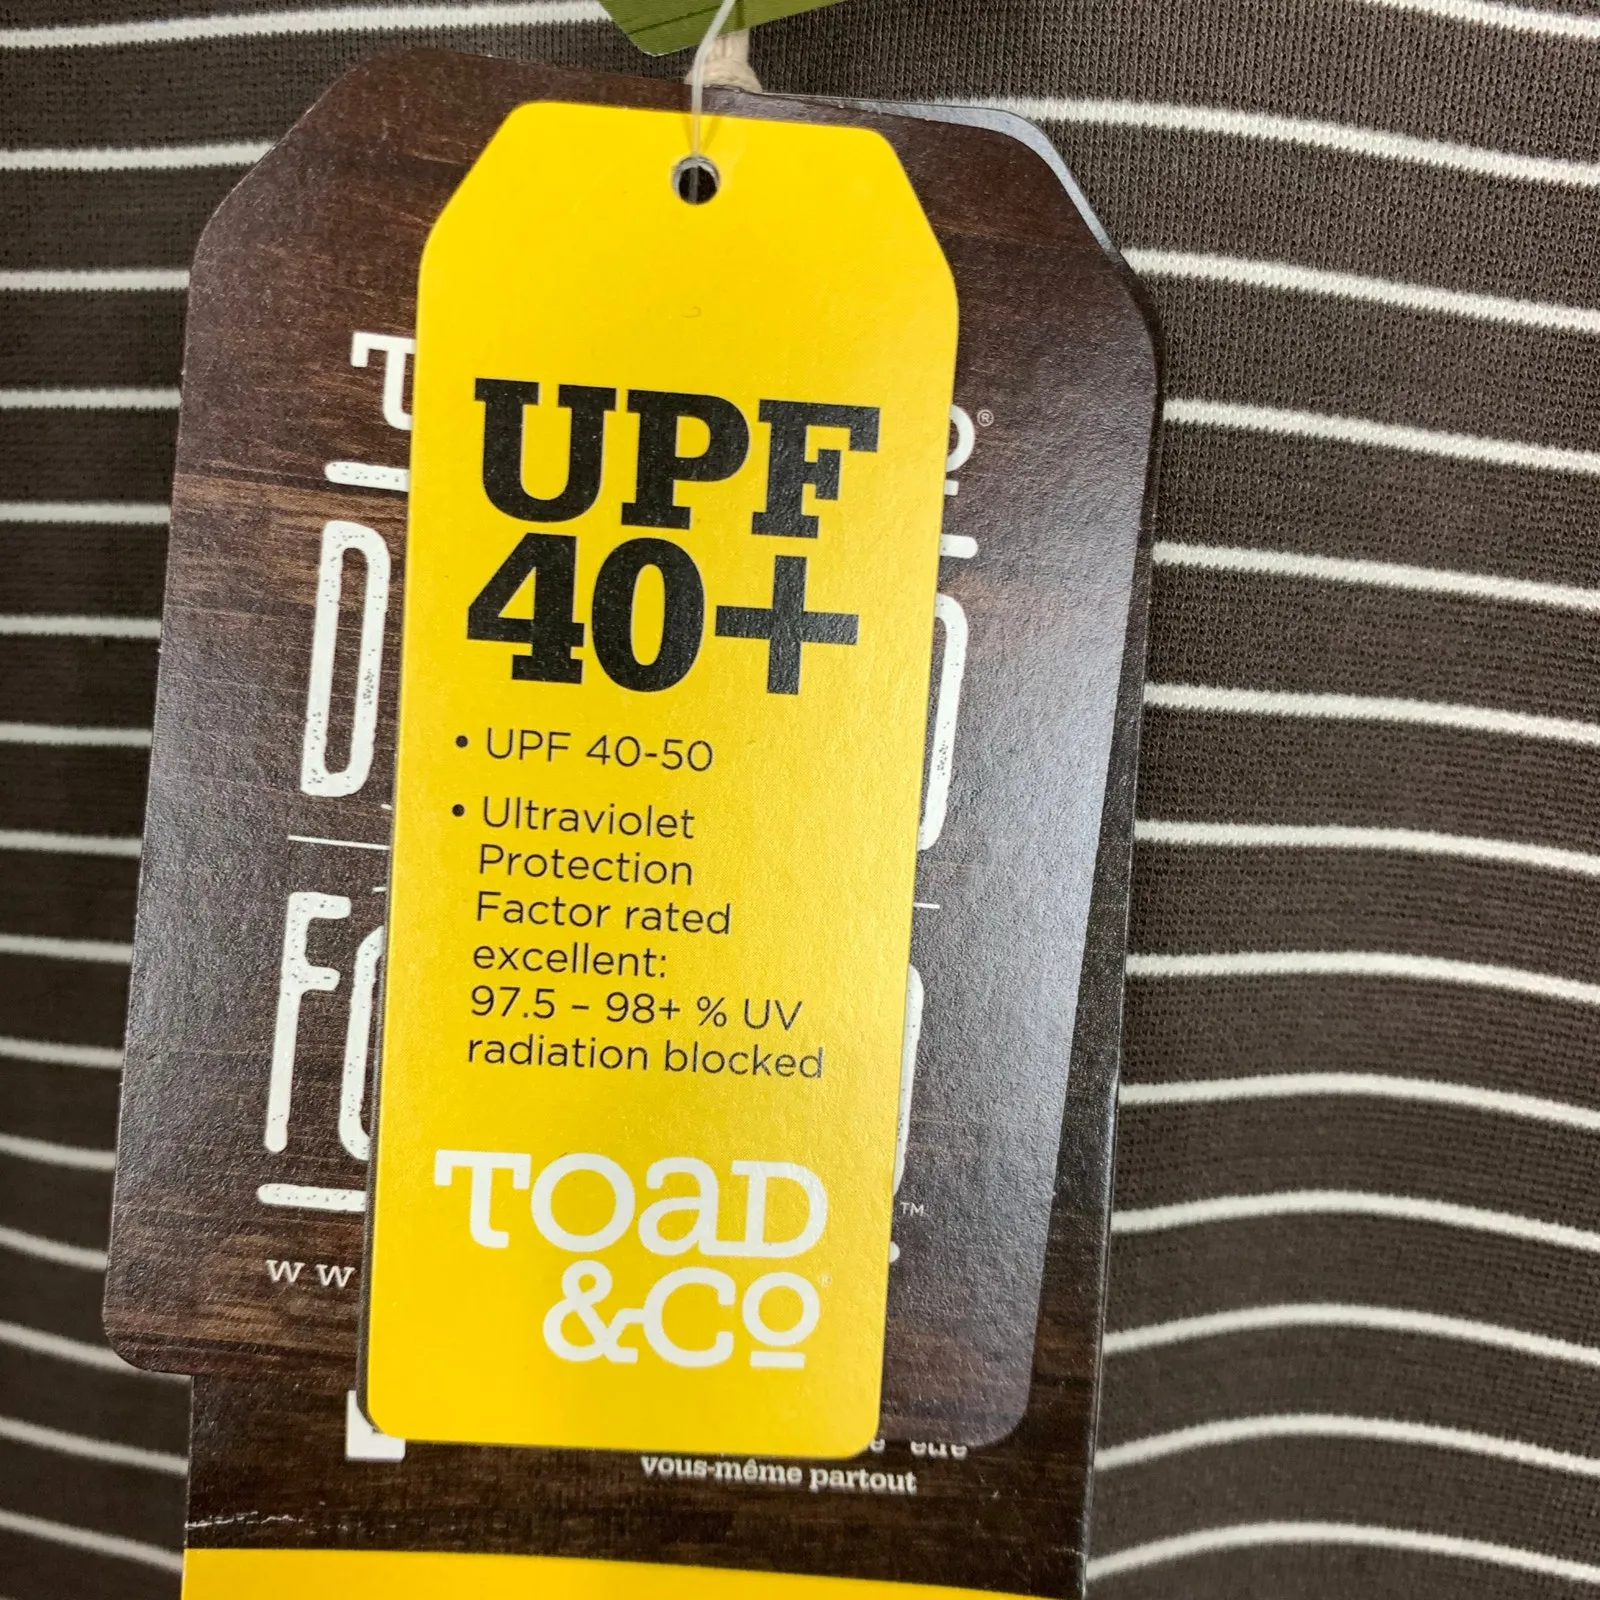 UPF
40+
• UPF 40-50
• Ultraviolet
Protection
Factor rated
excellent:
97.5 – 98+ % UV
radiation blocked
TOAD
&CO®
vous-même partout